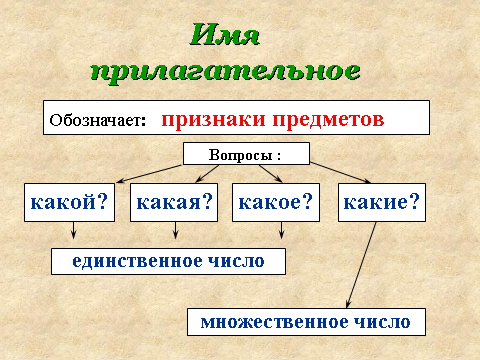 Имя
прилагательное
Обозначает: признаки предметов
Вопросы :
какой? какая? какое? какие?
единственное число
множественное число